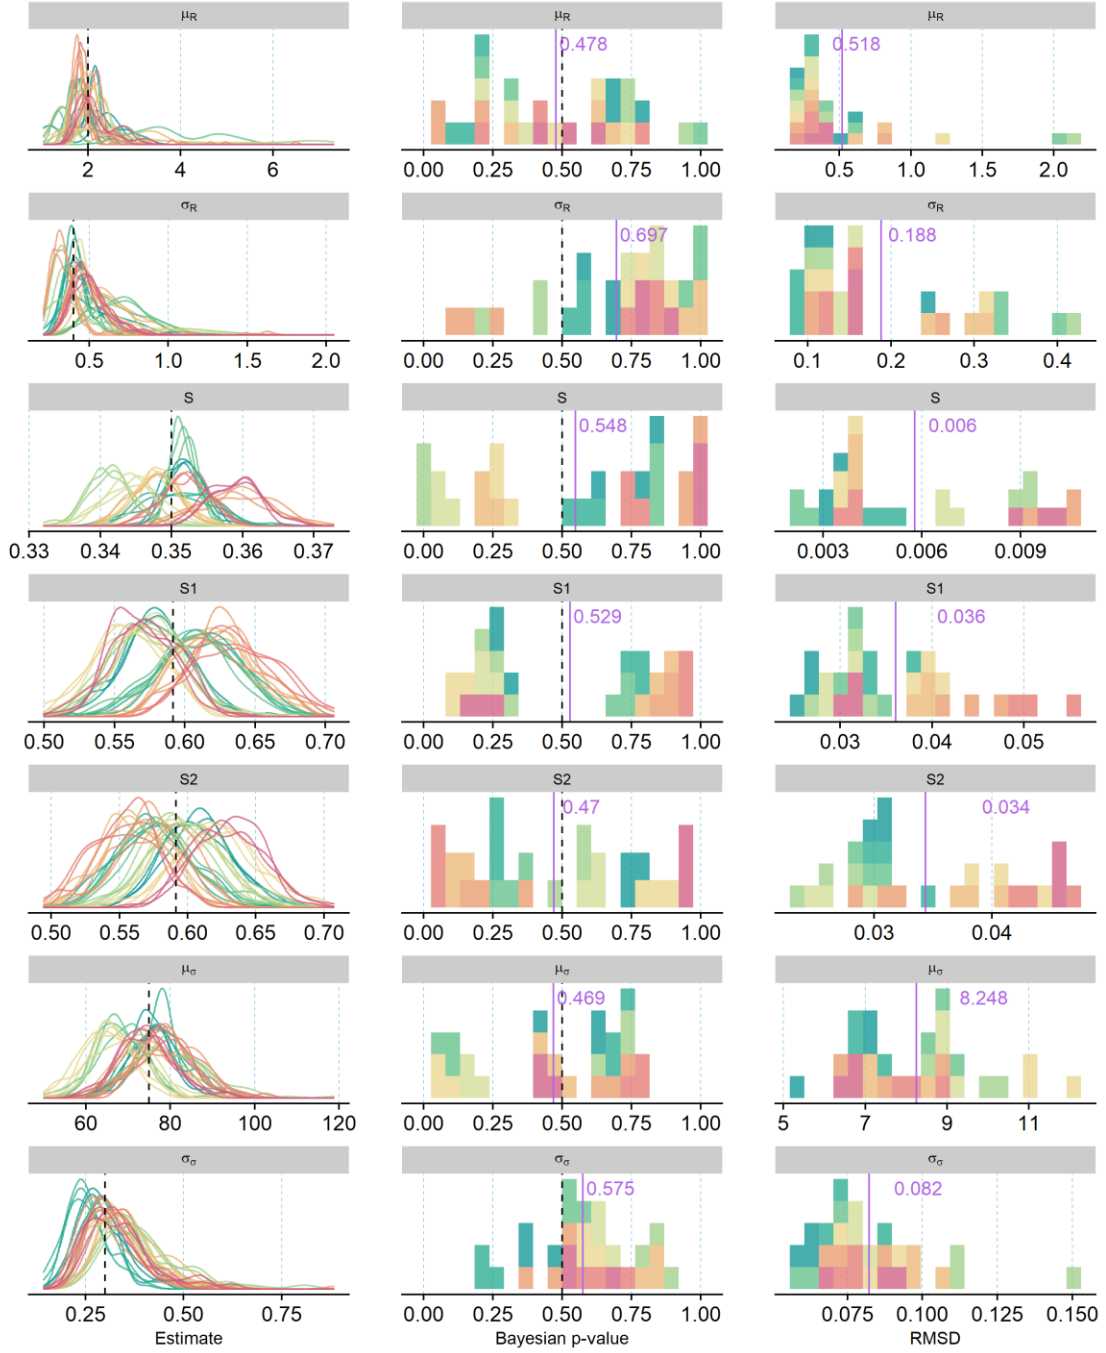 μR μR μR
0.478 0.518
2 4 6 0.00 0.25 0.50 0.75 1.00 0.5 1.0 1.5 2.0
σR σR σR
0.697 0.188
0.5 1.0 1.5 2.0 0.00 0.25 0.50 0.75 1.00 0.1 0.2 0.3 0.4
S S S
0.548 0.006
0.33 0.34 0.35 0.36 0.37 0.00 0.25 0.50 0.75 1.00 0.003 0.006 0.009
S1 S1 S1
0.529 0.036
0.50 0.55 0.60 0.65 0.70 0.00 0.25 0.50 0.75 1.00 0.03 0.04 0.05
S2 S2 S2
0.47 0.034
0.50 0.55 0.60 0.65 0.70 0.00 0.25 0.50 0.75 1.00 0.03 0.04
μσ μσ μσ
0.469 8.248
60 80 100 120 0.00 0.25 0.50 0.75 1.00 5 7 9 11
σσ σσ σσ
0.575 0.082
0.25 0.50 0.75 0.00 0.25 0.50 0.75 1.00 0.075 0.100 0.125 0.150
Estimate Bayesian p-value RMSD